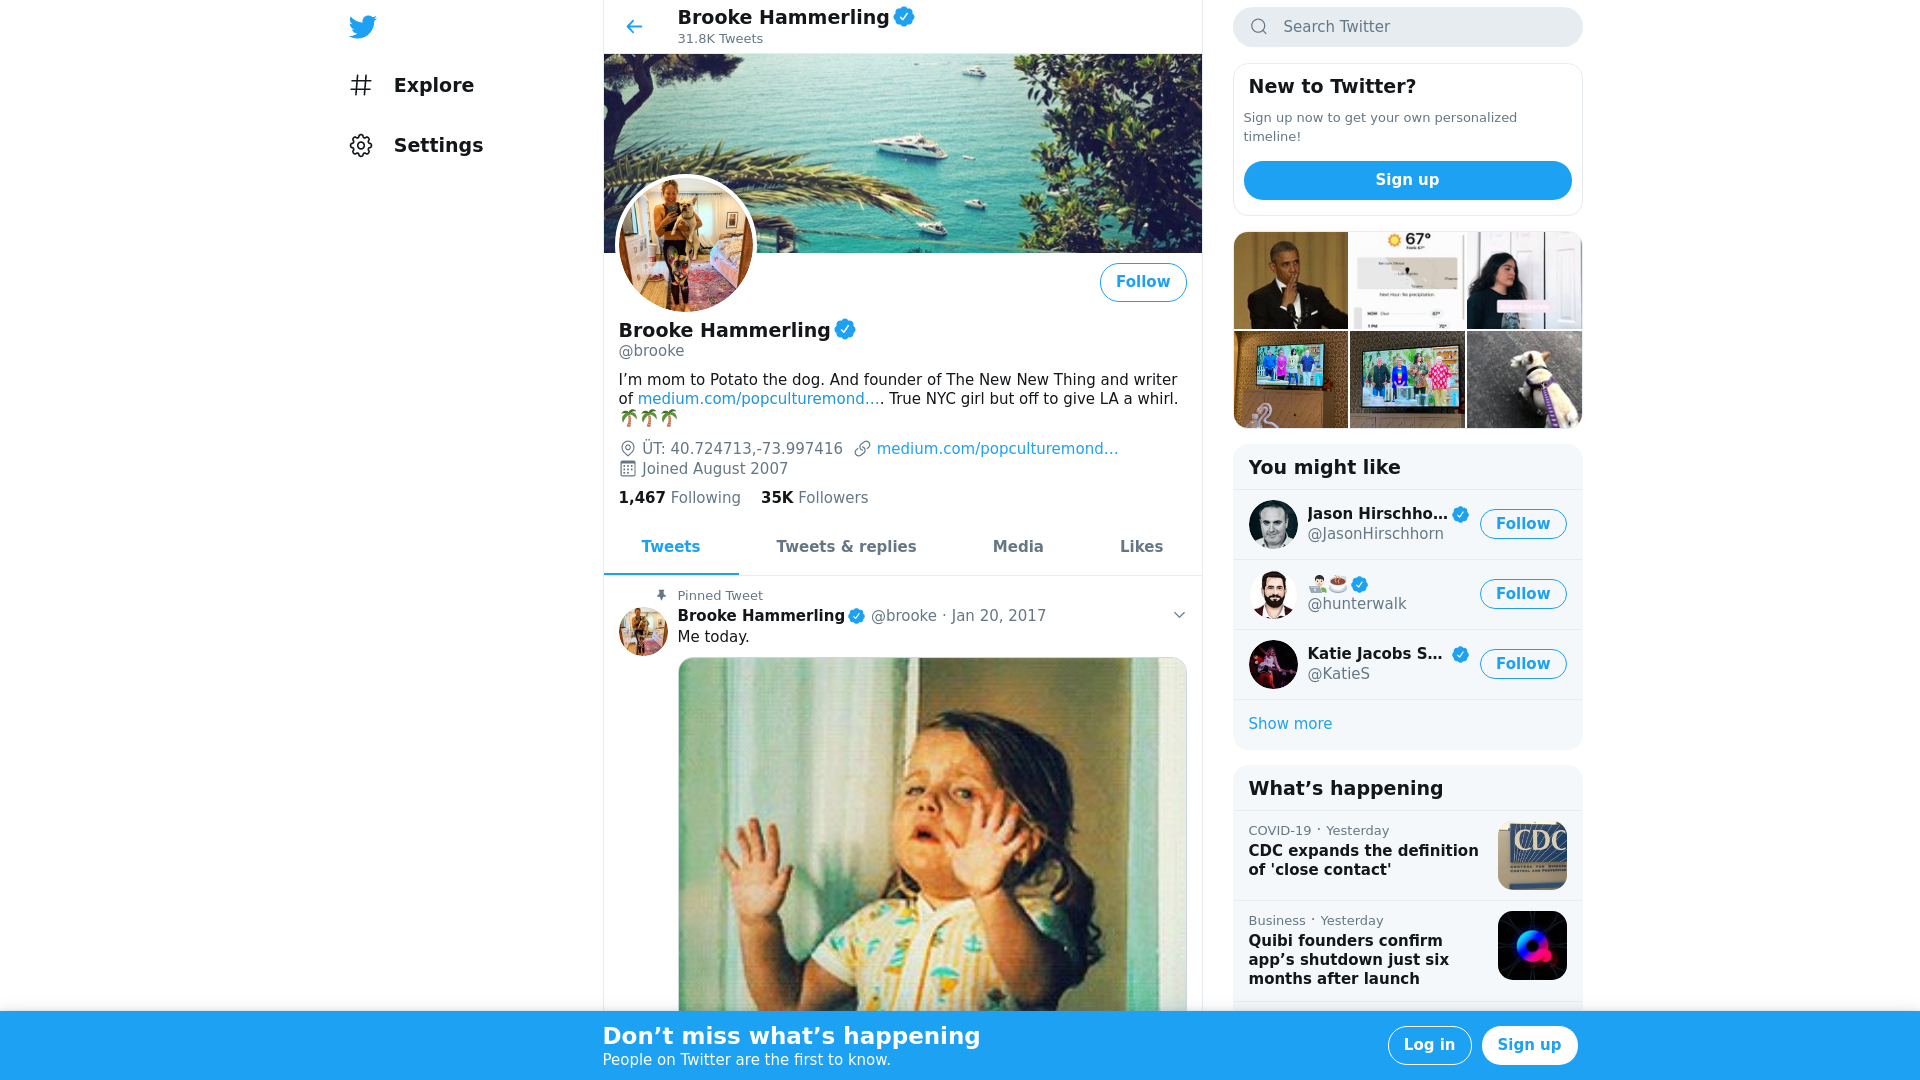 Explore
Settings
Brooke Hammerling
31.8K Tweets
Follow
Brooke Hammerling
@brooke
I’m mom to Potato the dog. And founder of The New New Thing and writer
of medium.com/popculturemond…. True NYC girl but off to give LA a whirl.
🌴🌴🌴
ÜT: 40.724713,-73.997416 medium.com/popculturemond…
Joined August 2007
1,467 Following 35K Followers
Tweets Tweets & replies Media Likes
Pinned Tweet
Brooke Hammerling @brooke · Jan 20, 2017
Me today.
Search Twitter
New to Twitter?
Sign up now to get your own personalized
timeline!
Sign up
67°
You might like
Jason Hirschho…
@JasonHirschhorn
Follow
@hunterwalk
Follow
Katie Jacobs S…
@KatieS
Follow
Show more
What’s happening
COVID-19 · Yesterday
CDC expands the definition
of 'close contact'
CDC
Business · Yesterday
Quibi founders confirm
app’s shutdown just six
months after launch
Don’t miss what’s happening
People on Twitter are the first to know.
Log in
Sign up